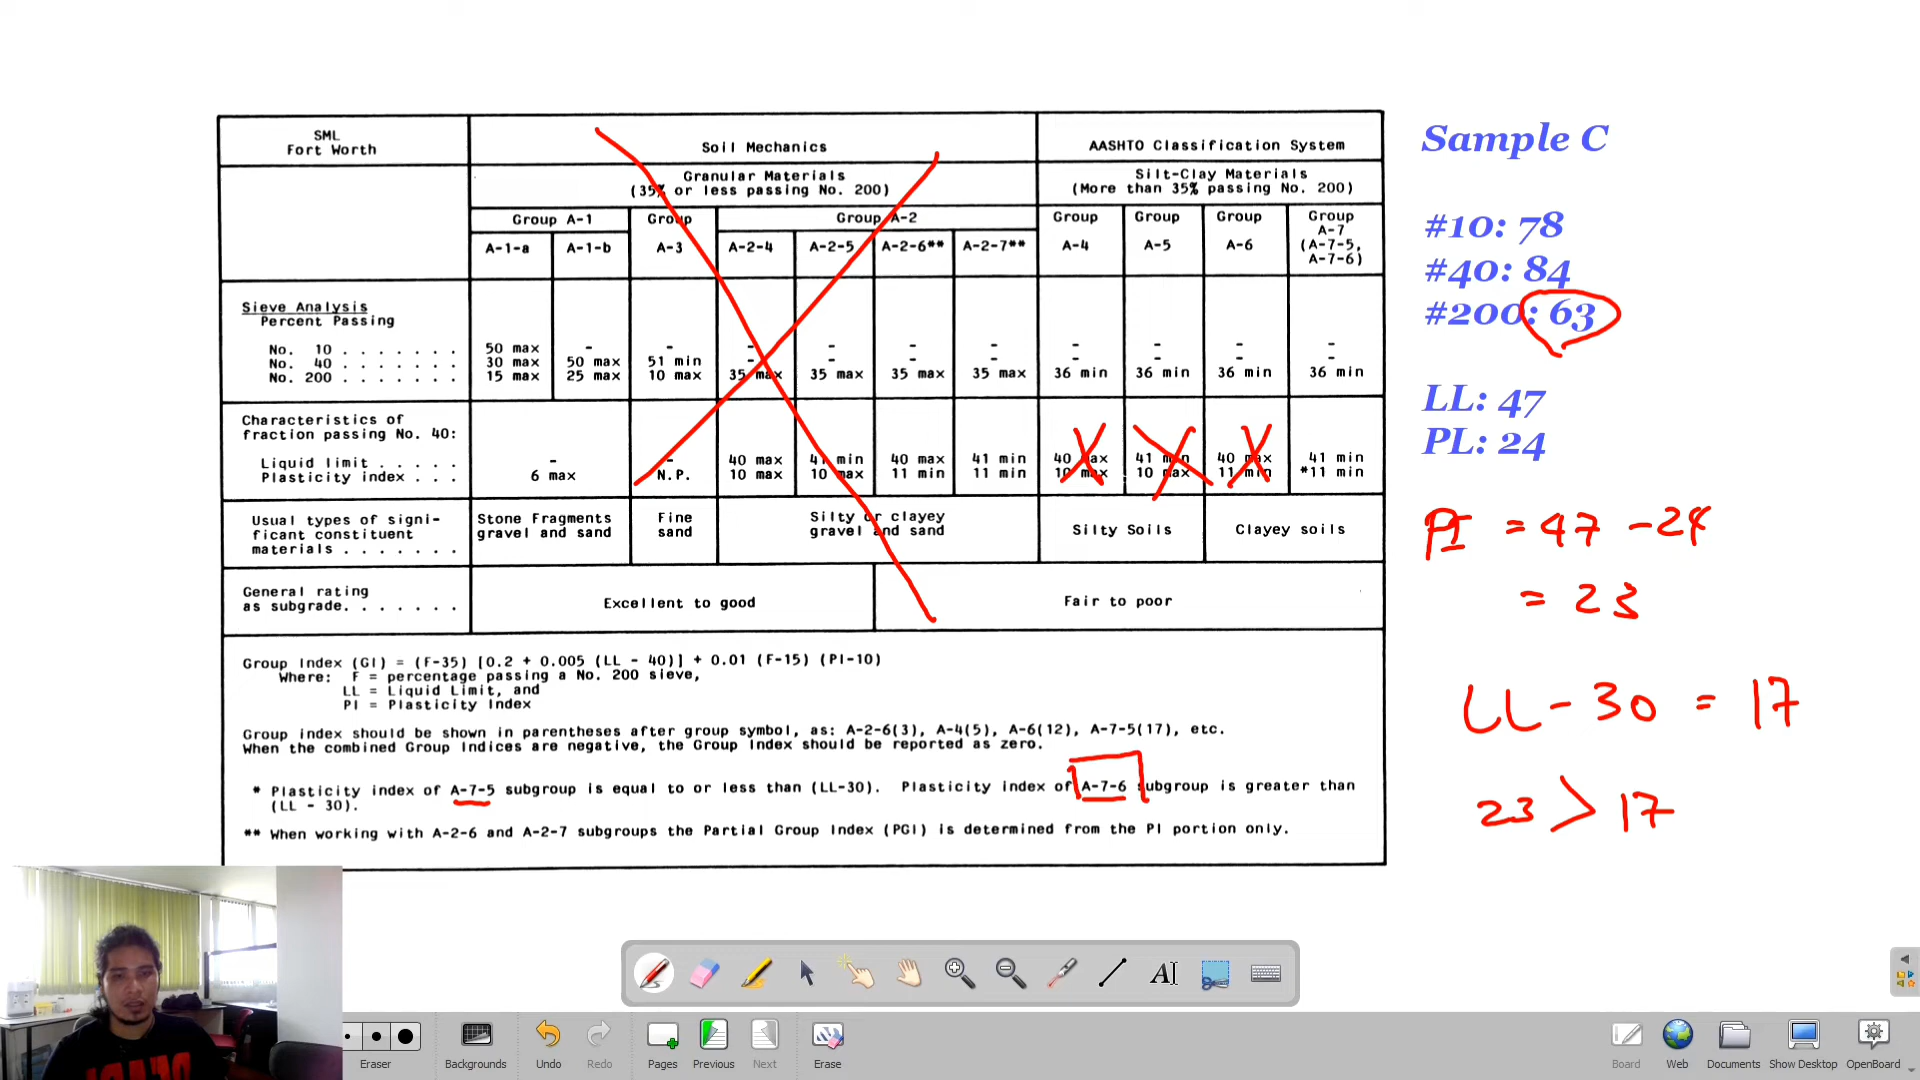 SML
Fort Worth
Soil Mechanics
AASHTO Classification System
Granular Materials
(35% or less passing No. 200)
Silt-Clay Materials
(More than 35% passing No. 200)
Group A-1
Group
A-3
Group A-2
Group
A-4
Group
A-5
Group
A-6
Group
A-7
(A-7-5,
A-7-6)
A-1-a A-1-b A-2-4 A-2-5 A-2-6** A-2-7**
Sieve Analysis
Percent Passing
No. 10 . . . . . . . 50 max - - - - - - - - - -
No. 40 . . . . . . . 30 max 50 max 51 min - - - - - - - -
No. 200 . . . . . . . 15 max 25 max 10 max 35 max 35 max 35 max 35 max 36 min 36 min 36 min 36 min
Characteristics of
fraction passing No. 40:
Liquid limit . . . . . - - 40 max 41 min 40 max 41 min 40 max 41 min 40 max 41 min
Plasticity index . . . 6 max N.P. 10 max 10 max 11 min 11 min 10 max 10 max 11 min *11 min
Usual types of signi-
ficant constituent
materials . . . . . . .
Stone Fragments
gravel and sand
Fine
sand
Silty or clayey
gravel and sand
Silty Soils
Clayey soils
General rating
as subgrade. . . . . . .
Excellent to good
Fair to poor
Group Index (GI) = (F-35) [0.2 + 0.005 (LL - 40)] + 0.01 (F-15) (PI-10)
Where: F = percentage passing a No. 200 sieve,
LL = Liquid Limit, and
PI = Plasticity Index
Group index should be shown in parentheses after group symbol, as: A-2-6(3), A-4(5), A-6(12), A-7-5(17), etc.
When the combined Group Indices are negative, the Group Index should be reported as zero.
* Plasticity index of A-7-5 subgroup is equal to or less than (LL-30). Plasticity index of A-7-6 subgroup is greater than
(LL - 30).
** When working with A-2-6 and A-2-7 subgroups the Partial Group Index (PGI) is determined from the PI portion only.
Sample C
#10: 78
#40: 84
#200: 63
LL: 47
PL: 24
PI = 47 - 24
= 23
LL - 30 = 17
23 > 17
Eraser
Backgrounds
Undo
Redo
Pages
Previous
Next
Erase
Board
Web
Documents
Show Desktop
OpenBoard